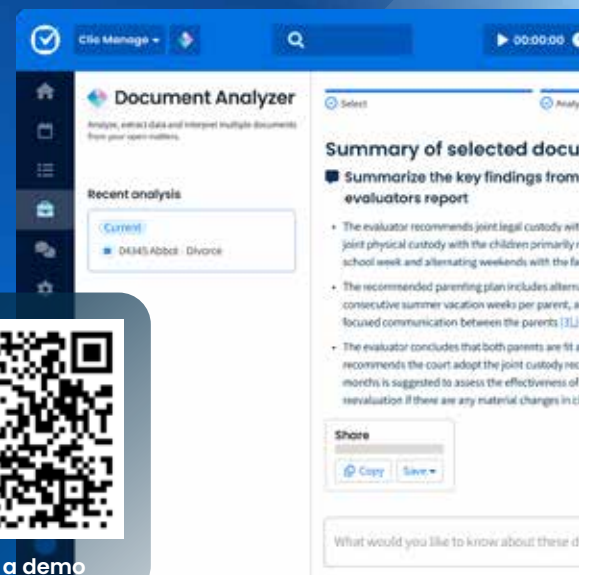 Clio Manage
00:00:00
Document Analyzer
Analyze, extract data and interpret multiple documents
from your open matters.
Recent analysis
Current
04345 Abbot - Divorce
Select
Analy
Summary of selected docu
Summarize the key findings from
evaluators report
• The evaluator recommends joint legal custody wit
joint physical custody with the children primarily
school week and alternating weekends with the fa
• The recommended parenting plan includes altern
consecutive summer vacation weeks per parent, a
focused communication between the parents [3],
• The evaluator concludes that both parents are fit a
recommends the court adopt the joint custody rec
months is suggested to assess the effectiveness of
reevaluation if there are any material changes in c
Share
Copy Save
What would you like to know about these d
a demo